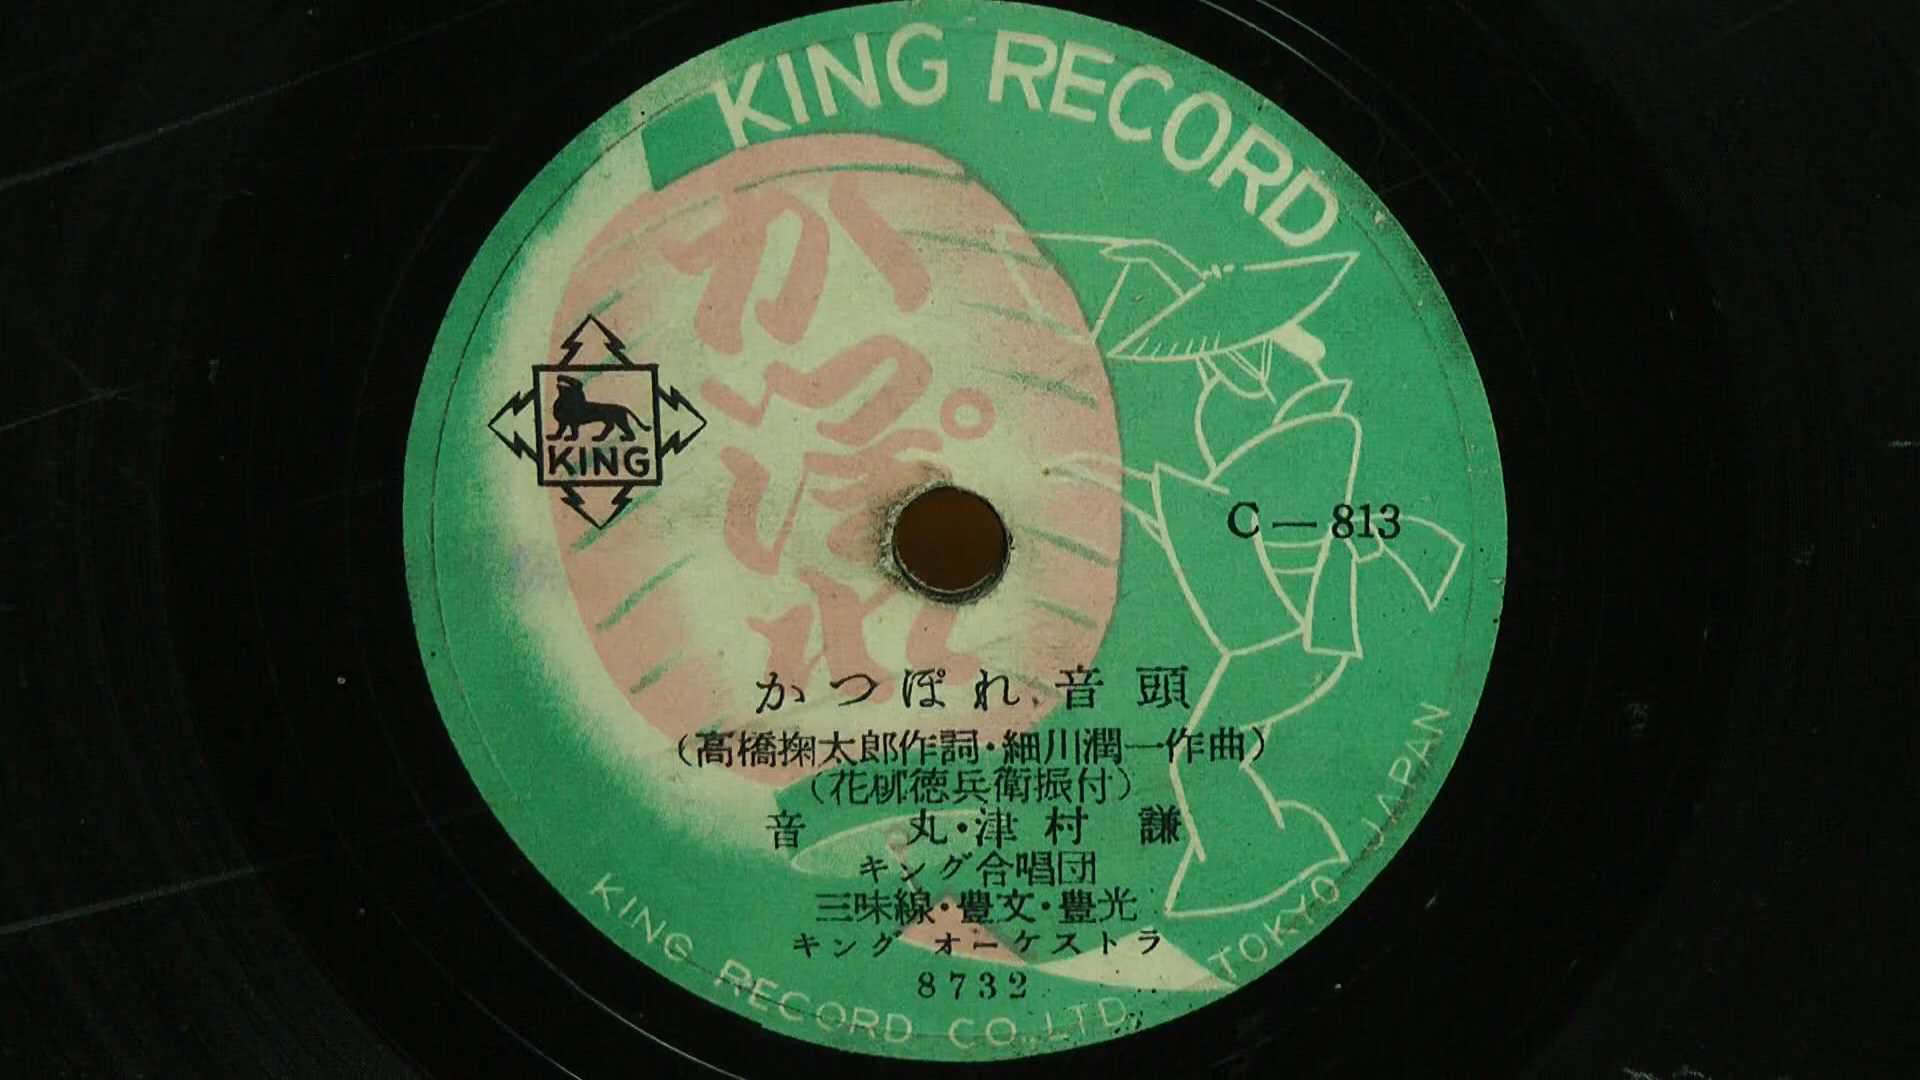 KING RECORD
かっぽれ
KING
C－813
かつぽれ音頭
（高橋掬太郎作詞・細川潤一作曲）
（花柳徳兵衛振付）
音丸・津村謙
キング合唱団
三味線・豊文・豊光
キングオーケストラ
8732
KING RECORD CO., LTD. TOKYO JAPAN